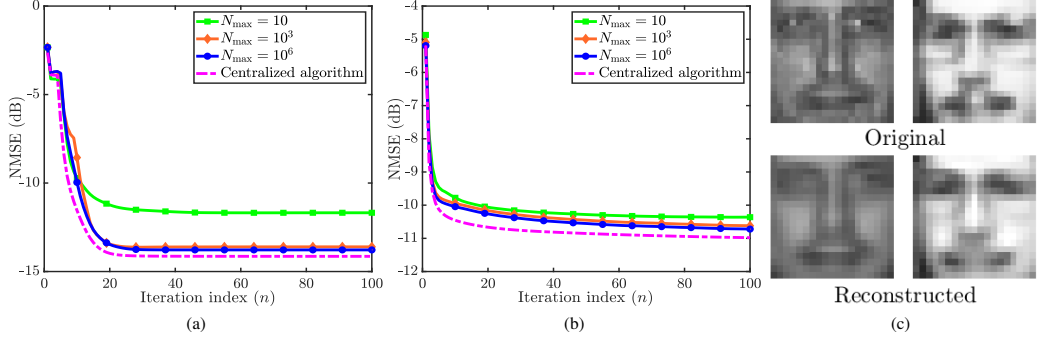 NMSE (dB)
0
−5
−10
−15
N_max = 10
N_max = 10^3
N_max = 10^6
Centralized algorithm
0 20 40 60 80 100
Iteration index (n)
(a)
NMSE (dB)
−4
−5
−6
−7
−8
−9
−10
−11
−12
N_max = 10
N_max = 10^3
N_max = 10^6
Centralized algorithm
0 20 40 60 80 100
Iteration index (n)
(b)
Original
Reconstructed
(c)